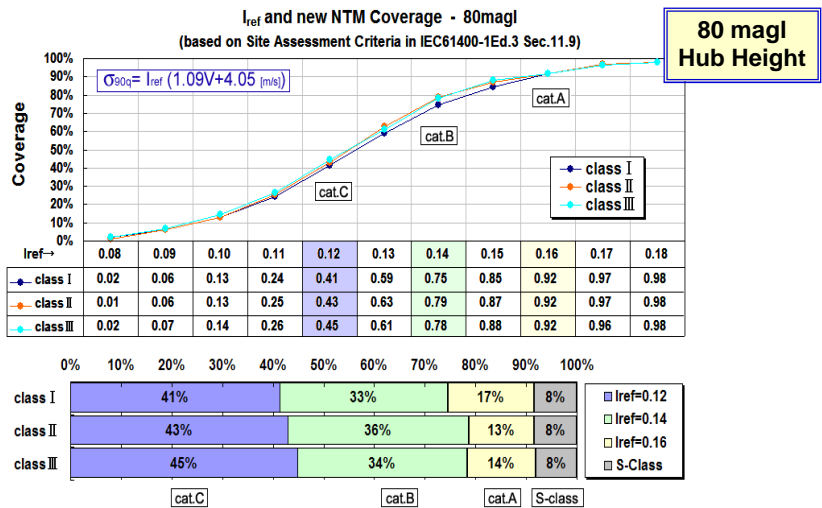 I_ref and new NTM Coverage - 80magl
(based on Site Assessment Criteria in IEC61400-1Ed.3 Sec.11.9)
80 magl
Hub Height
σ90q= Iref (1.09V+4.05 [m/s])
Coverage
100%
90%
80%
70%
60%
50%
40%
30%
20%
10%
0%
cat.A
cat.B
cat.C
class Ⅰ
class Ⅱ
class Ⅲ
Iref→ 0.08 0.09 0.10 0.11 0.12 0.13 0.14 0.15 0.16 0.17 0.18
class Ⅰ 0.02 0.06 0.13 0.24 0.41 0.59 0.75 0.85 0.92 0.97 0.98
class Ⅱ 0.01 0.06 0.13 0.25 0.43 0.63 0.79 0.87 0.92 0.97 0.98
class Ⅲ 0.02 0.07 0.14 0.26 0.45 0.61 0.78 0.88 0.92 0.96 0.98
0% 10% 20% 30% 40% 50% 60% 70% 80% 90% 100%
class Ⅰ 41% 33% 17% 8%
class Ⅱ 43% 36% 13% 8%
class Ⅲ 45% 34% 14% 8%
Iref=0.12
Iref=0.14
Iref=0.16
S-Class
cat.C cat.B cat.A S-class